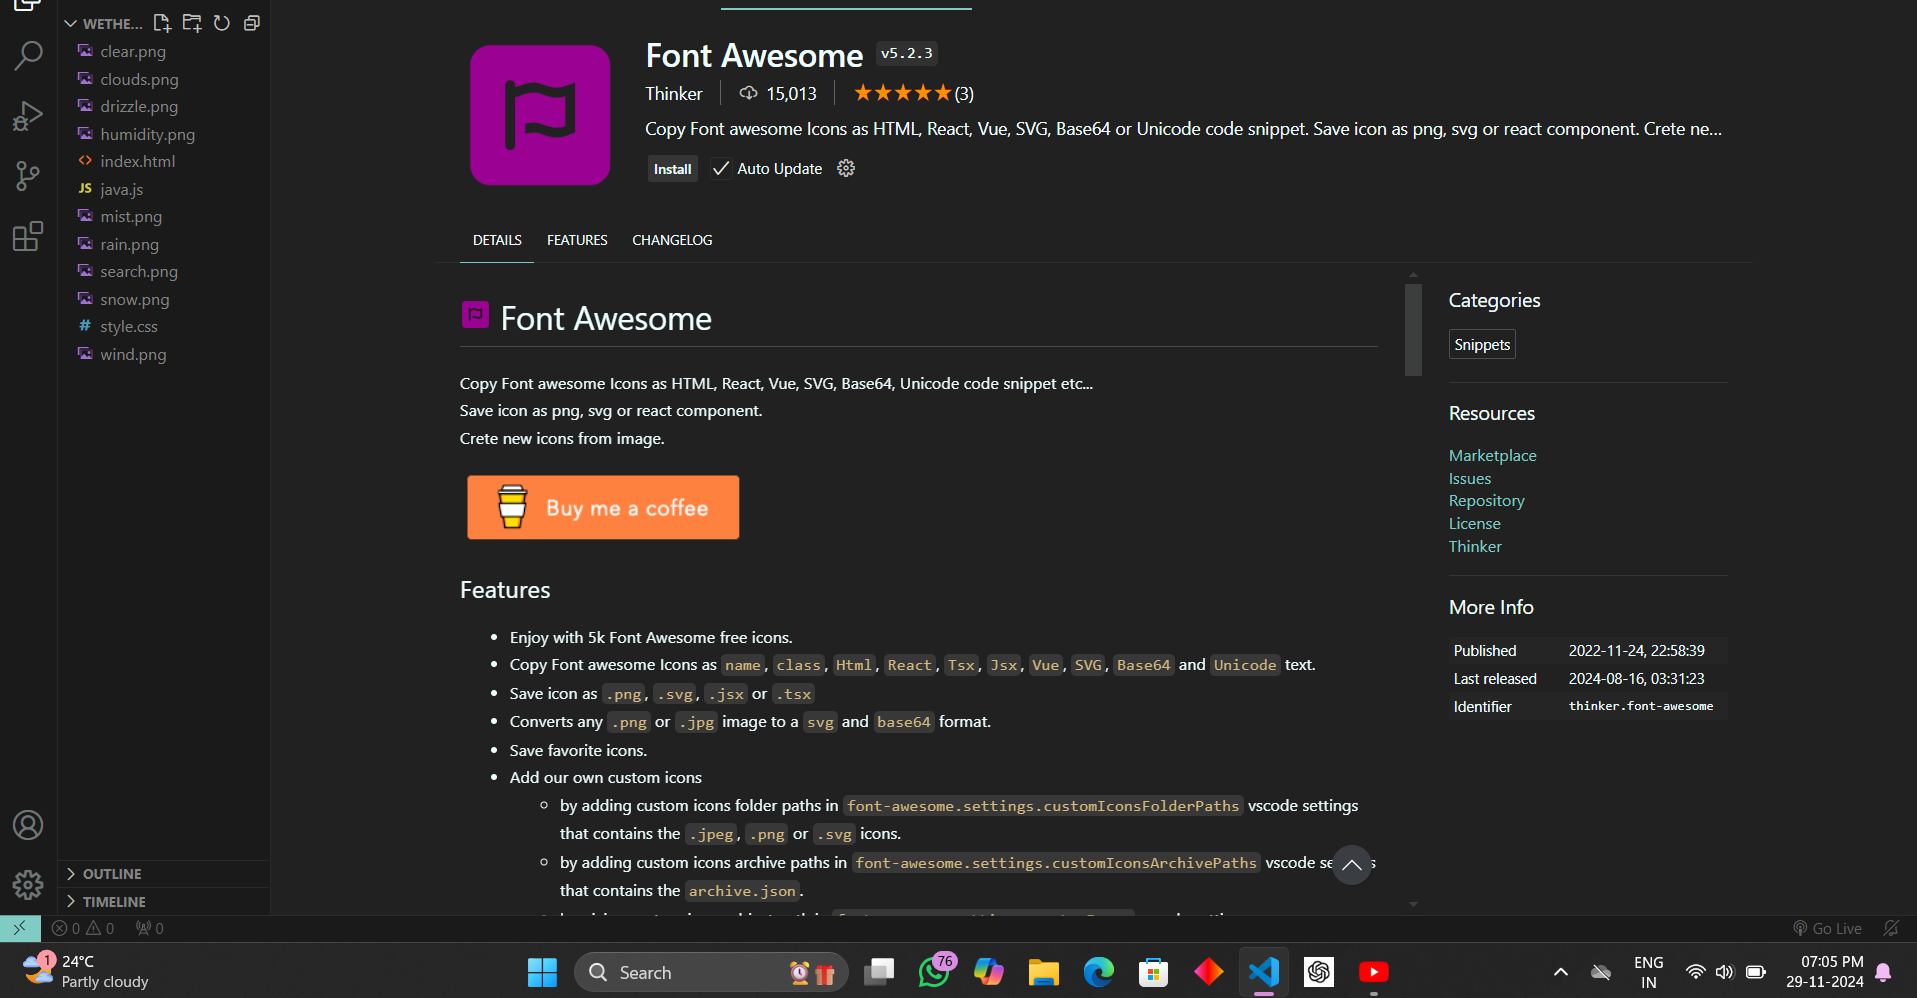 WETHE...
clear.png
clouds.png
drizzle.png
humidity.png
index.html
JS java.js
mist.png
rain.png
search.png
snow.png
# style.css
wind.png
OUTLINE
TIMELINE
Font Awesome v5.2.3
Thinker 15,013 (3)
Copy Font awesome Icons as HTML, React, Vue, SVG, Base64 or Unicode code snippet. Save icon as png, svg or react component. Crete ne...
Install Auto Update
DETAILS FEATURES CHANGELOG
Font Awesome
Copy Font awesome Icons as HTML, React, Vue, SVG, Base64, Unicode code snippet etc...
Save icon as png, svg or react component.
Crete new icons from image.
Buy me a coffee
Features
• Enjoy with 5k Font Awesome free icons.
• Copy Font awesome Icons as name, class, Html, React, Tsx, Jsx, Vue, SVG, Base64 and Unicode text.
• Save icon as .png, .svg, .jsx or .tsx
• Converts any .png or .jpg image to a svg and base64 format.
• Save favorite icons.
• Add our own custom icons
by adding custom icons folder paths in font-awesome.settings.customIconsFolderPaths vscode settings
that contains the .jpeg, .png or .svg icons.
by adding custom icons archive paths in font-awesome.settings.customIconsArchivePaths vscode se s
that contains the archive.json.
Categories
Snippets
Resources
Marketplace
Issues
Repository
License
Thinker
More Info
Published 2022-11-24, 22:58:39
Last released 2024-08-16, 03:31:23
Identifier thinker.font-awesome
0 0 0
Go Live
1
24°C
Partly cloudy
Search
76
ENG
IN
07:05 PM
29-11-2024